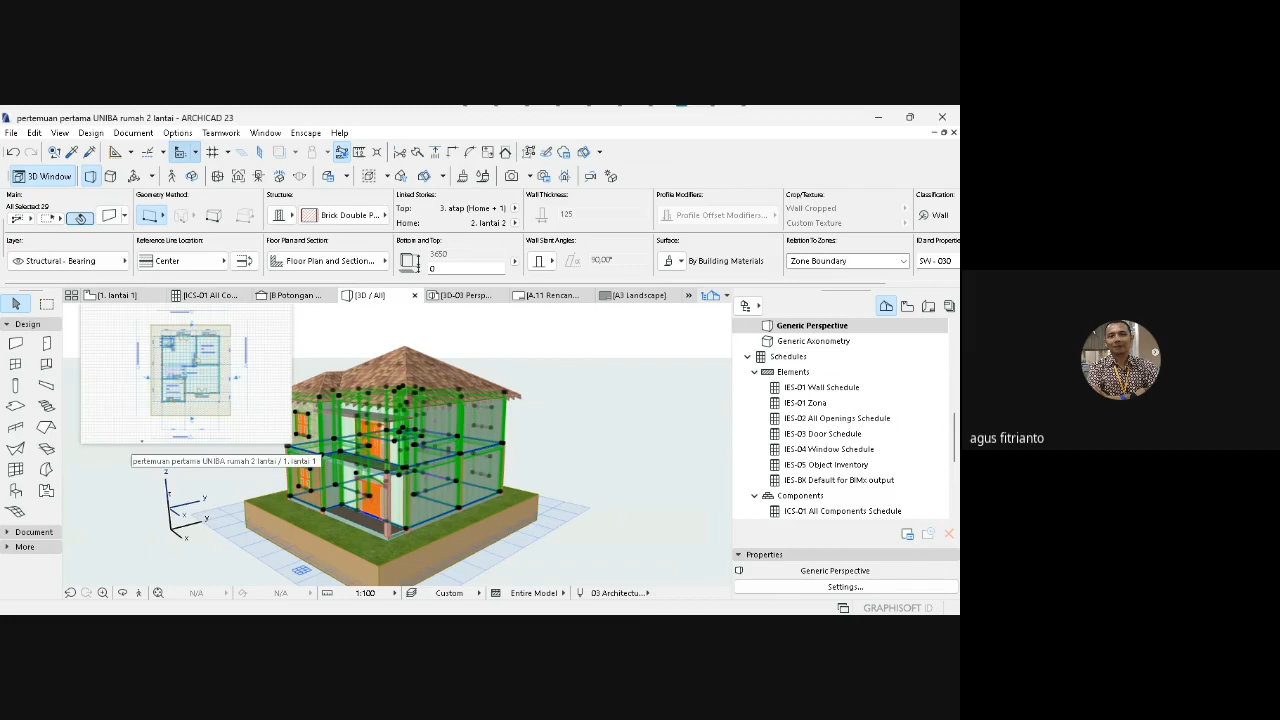 pertemuan pertama UNIBA rumah 2 lantai - ARCHICAD 23
File Edit View Design Document Options Teamwork Window Enscape Help
3D Window
Main: Geometry Method: Structure: Linked Stories: Wall Thickness: Profile Modifiers: Crop/Texture: Classification
All Selected: 29
Brick Double P...
Top: 3. atap (Home + 1)
Home: 2. lantai 2
125
Profile Offset Modifiers...
Wall Cropped
Custom Texture
Wall
Layer: Reference Line Location: Floor Plan and Section: Bottom and Top: Wall Slant Angles: Surface: Relation To Zones: ID and Properti
Structural - Bearing
Center
Floor Plan and Section...
3650
0
90,00°
By Building Materials
Zone Boundary
SW - 030
[1. lantai 1]
[ICS-01 All Co...
[B Potongan
[3D / All]
[3D-03 Persp...
[A.11 Rencan...
[A3 Landscape]
Design
Document
More
pertemuan pertama UNIBA rumah 2 lantai / 1. lantai 1
z
y
x
y
x
Generic Perspective
Generic Axonometry
Schedules
Elements
IES-01 Wall Schedule
IES-01 Zona
IES-02 All Openings Schedule
IES-03 Door Schedule
IES-04 Window Schedule
IES-05 Object Inventory
IES-BX Default for BIMx output
Components
ICS-01 All Components Schedule
Properties
Generic Perspective
Settings...
N/A
N/A
1:100
Custom
Entire Model
03 Architectu...
GRAPHISOFT ID
agus fitrianto